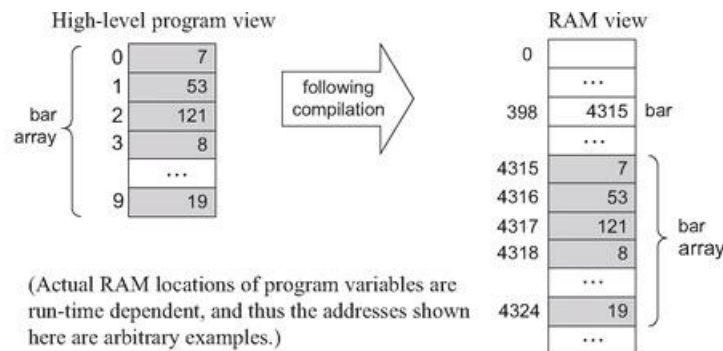 High-level program view
0 7
1 53
bar array
2 121
3 8
...
9 19
following compilation
RAM view
0
...
398 4315 bar
...
4315 7
4316 53
4317 121
bar array
4318 8
...
4324 19
...
(Actual RAM locations of program variables are
run-time dependent, and thus the addresses shown
here are arbitrary examples.)